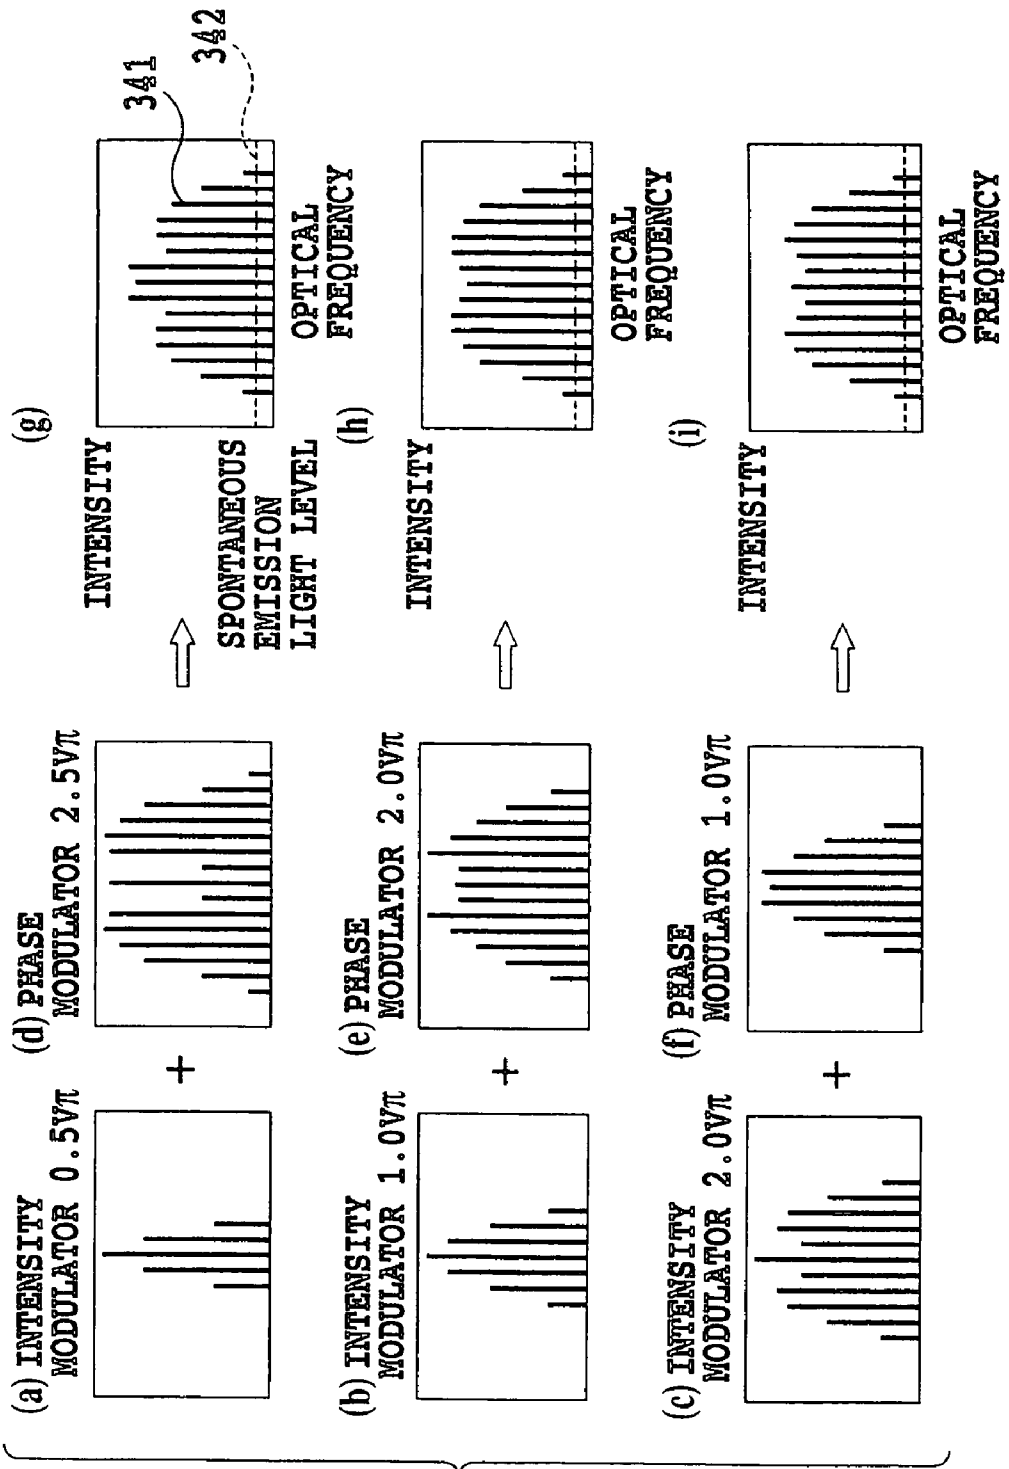 (a) INTENSITY
MODULATOR 0.5Vπ
+
(d) PHASE
MODULATOR 2.5Vπ
(g)
INTENSITY
341
342
SPONTANEOUS
EMISSION
LIGHT LEVEL
OPTICAL
FREQUENCY
(b) INTENSITY
MODULATOR 1.0Vπ
+
(e) PHASE
MODULATOR 2.0Vπ
(h)
INTENSITY
OPTICAL
FREQUENCY
(c) INTENSITY
MODULATOR 2.0Vπ
+
(f) PHASE
MODULATOR 1.0Vπ
(i)
INTENSITY
OPTICAL
FREQUENCY